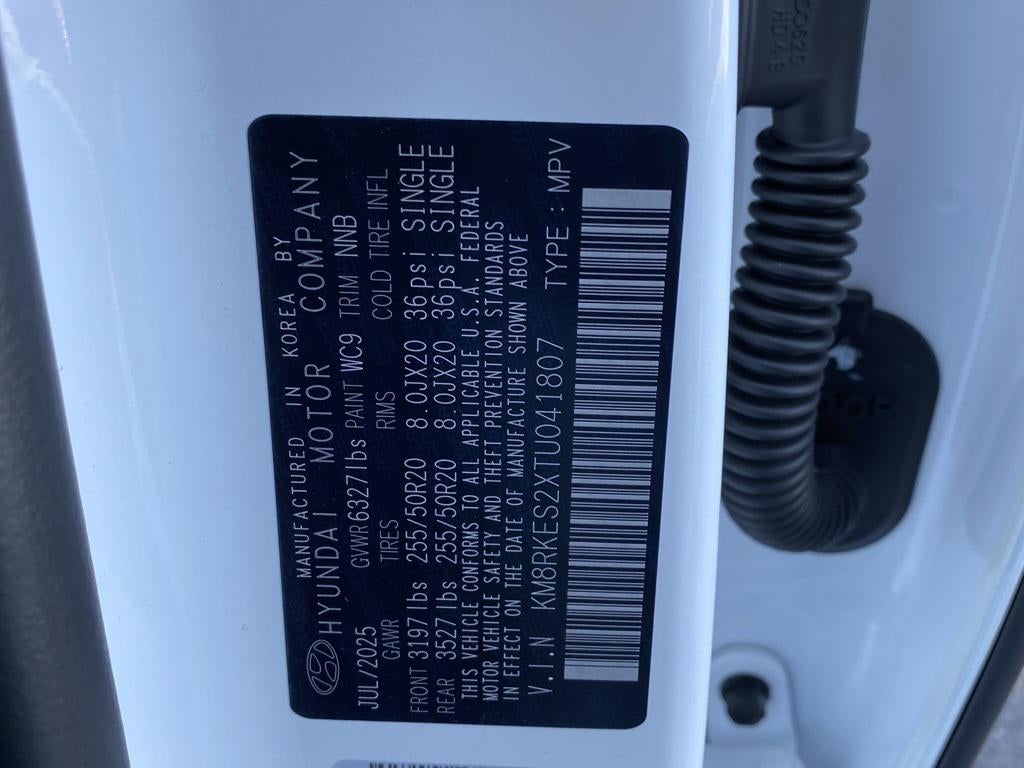 MANUFACTURED IN KOREA BY
HYUNDAI MOTOR COMPANY
JUL/2025 GVWR 6327lbs PAINT WC9 TRIM NNB
GAWR TIRES RIMS COLD TIRE INFL
FRONT 3197lbs 255/50R20 8.0JX20 36psi SINGLE
REAR 3527lbs 255/50R20 8.0JX20 36psi SINGLE
THIS VEHICLE CONFORMS TO ALL APPLICABLE U.S.A. FEDERAL
MOTOR VEHICLE SAFETY AND THEFT PREVENTION STANDARDS
IN EFFECT ON THE DATE OF MANUFACTURE SHOWN ABOVE
V.I.N KM8RKES2XTU041807 TYPE : MPV
HD4B